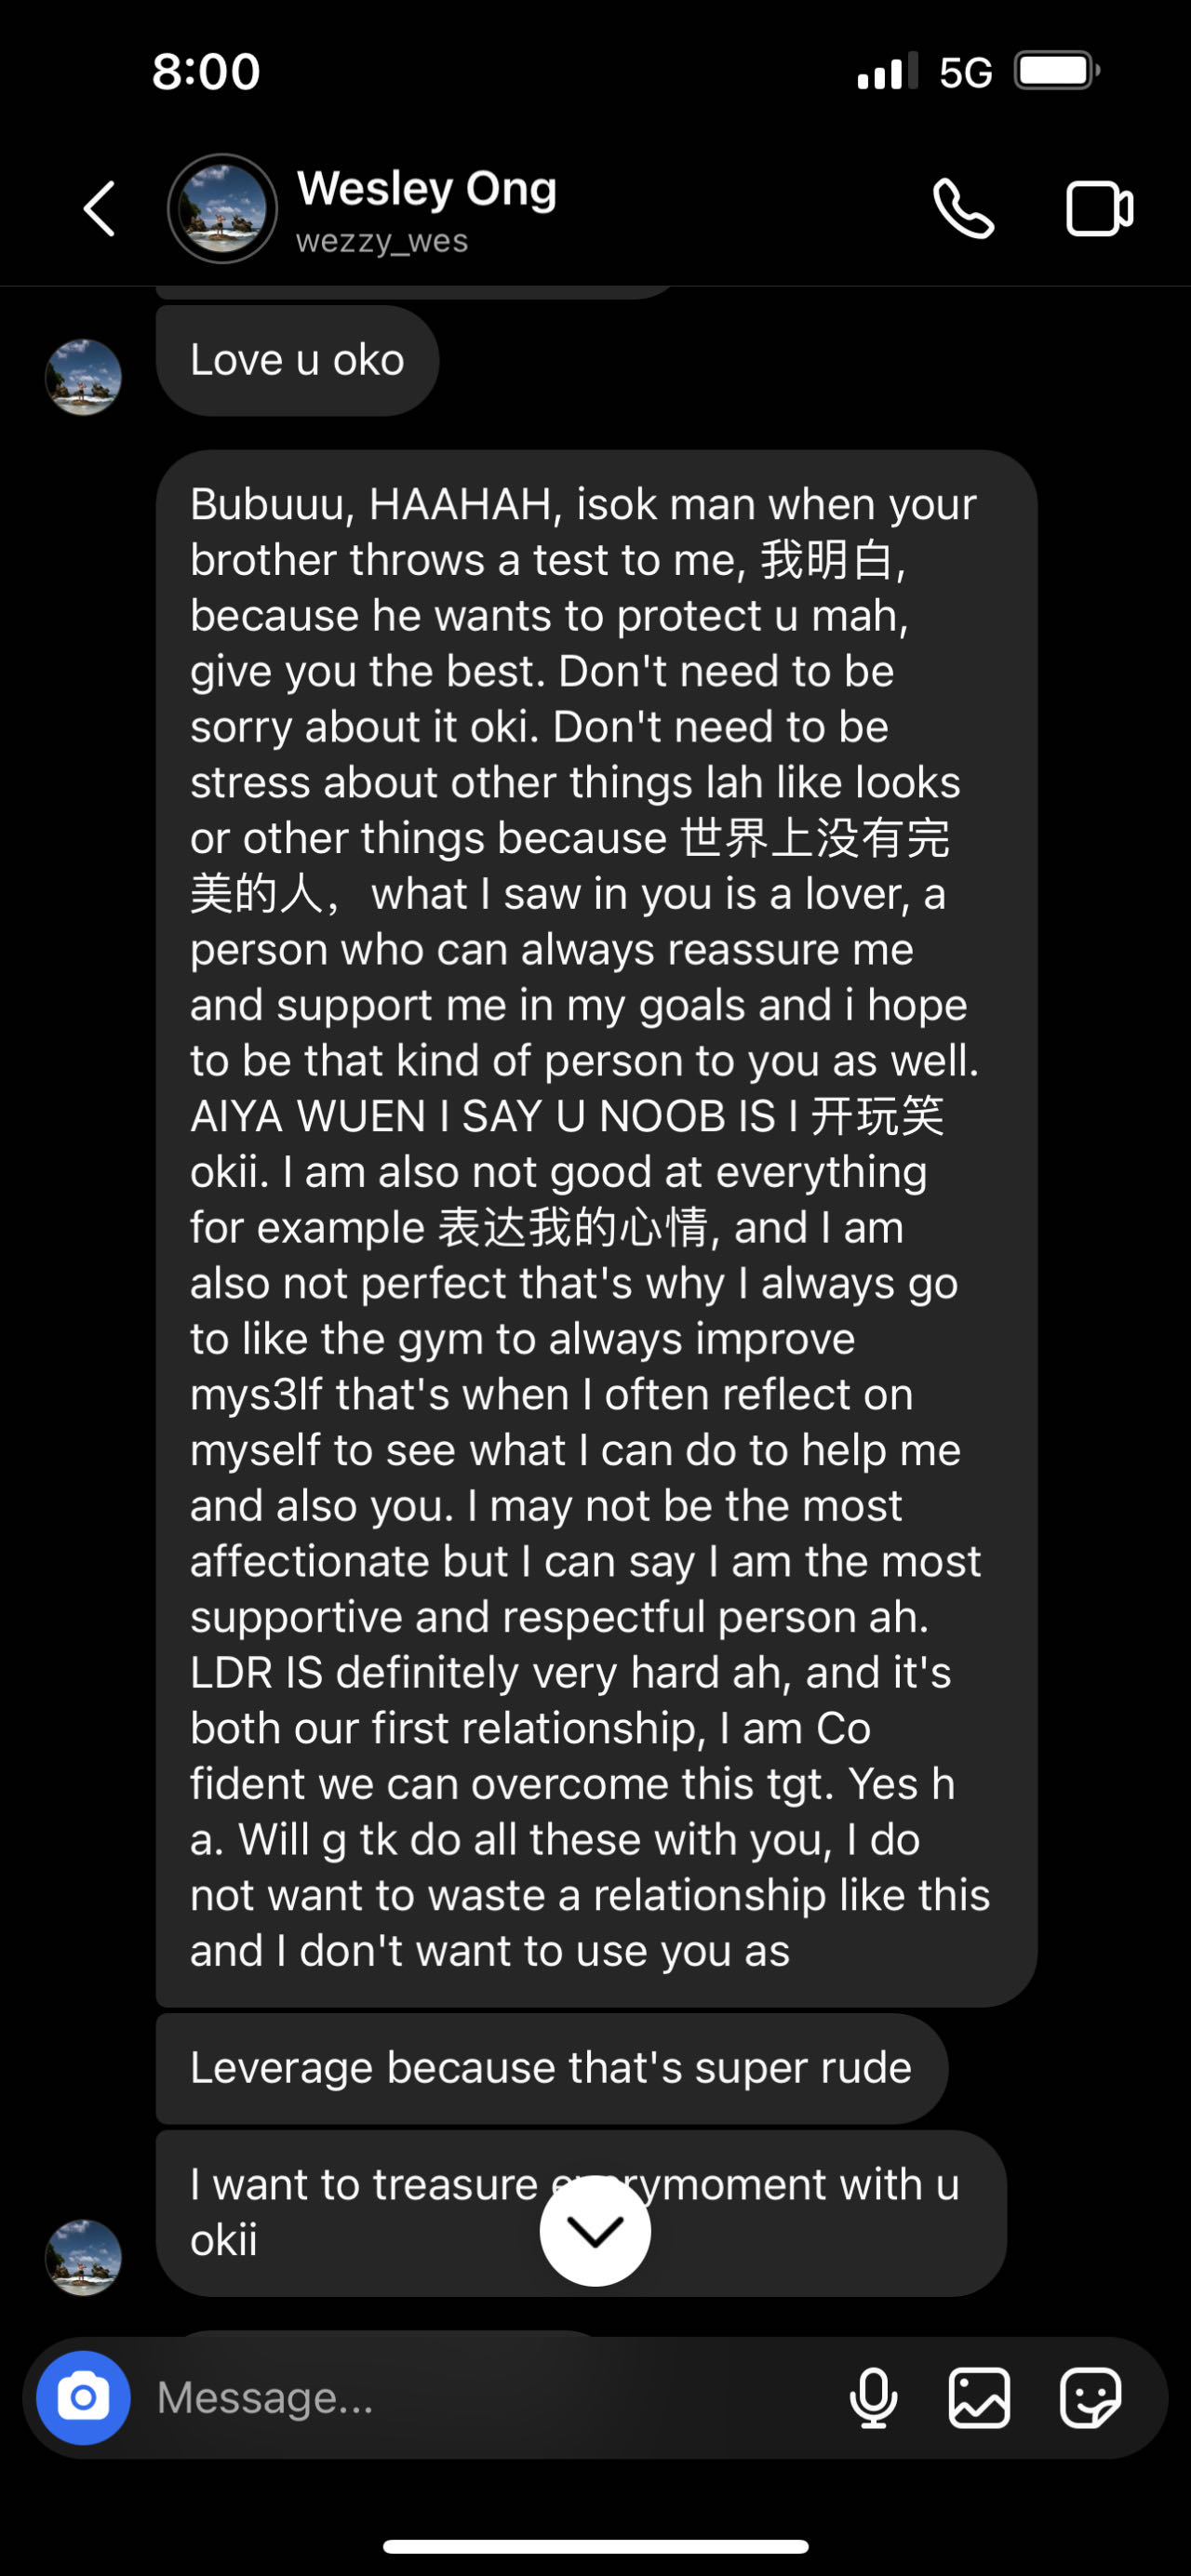 8:00
5G
Wesley Ong
wezzy_wes
Love u oko
Bubuuu, HAAHAH, isok man when your
brother throws a test to me, 我明白,
because he wants to protect u mah,
give you the best. Don't need to be
sorry about it oki. Don't need to be
stress about other things lah like looks
or other things because 世界上没有完
美的人， what I saw in you is a lover, a
person who can always reassure me
and support me in my goals and i hope
to be that kind of person to you as well.
AIYA WUEN I SAY U NOOB IS I 开玩笑
okii. I am also not good at everything
for example 表达我的心情, and I am
also not perfect that's why I always go
to like the gym to always improve
mys3lf that's when I often reflect on
myself to see what I can do to help me
and also you. I may not be the most
affectionate but I can say I am the most
supportive and respectful person ah.
LDR IS definitely very hard ah, and it's
both our first relationship, I am Co
fident we can overcome this tgt. Yes h
a. Will g tk do all these with you, I do
not want to waste a relationship like this
and I don't want to use you as
Leverage because that's super rude
I want to treasure with u
okii
Message...